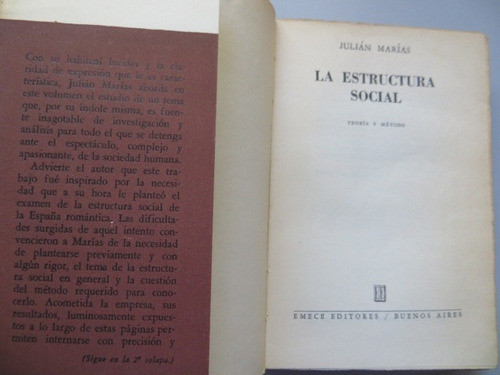 Con su habitual lucidez y la cla-
ridad de expresión que le es carac-
terística, Julián Marías aborda en
este volumen el estudio de un tema
que, por su índole misma, es fuen-
te inagotable de investigación y
análisis para todo el que se detenga
ante el espectáculo, complejo y
apasionante, de la sociedad humana.
Advierte el autor que este tra-
bajo fué inspirado por la necesi-
dad que a su hora le planteó el
examen de la estructura social de
la España romántica. Las dificulta-
des surgidas de aquel intento con-
vencieron a Marías de la necesidad
de plantearse previamente y con
algún rigor, el tema de la estructu-
ra social en general y la cuestión
del método requerido para cono-
cerlo. Acometida la empresa, sus
resultados, luminosamente expues-
tos a lo largo de estas páginas per-
miten internarse con precisión y
(Sigue en la 2ª solapa.)
JULIÁN MARÍAS
LA ESTRUCTURA
SOCIAL
TEORÍA Y MÉTODO
EMECE EDITORES / BUENOS AIRES